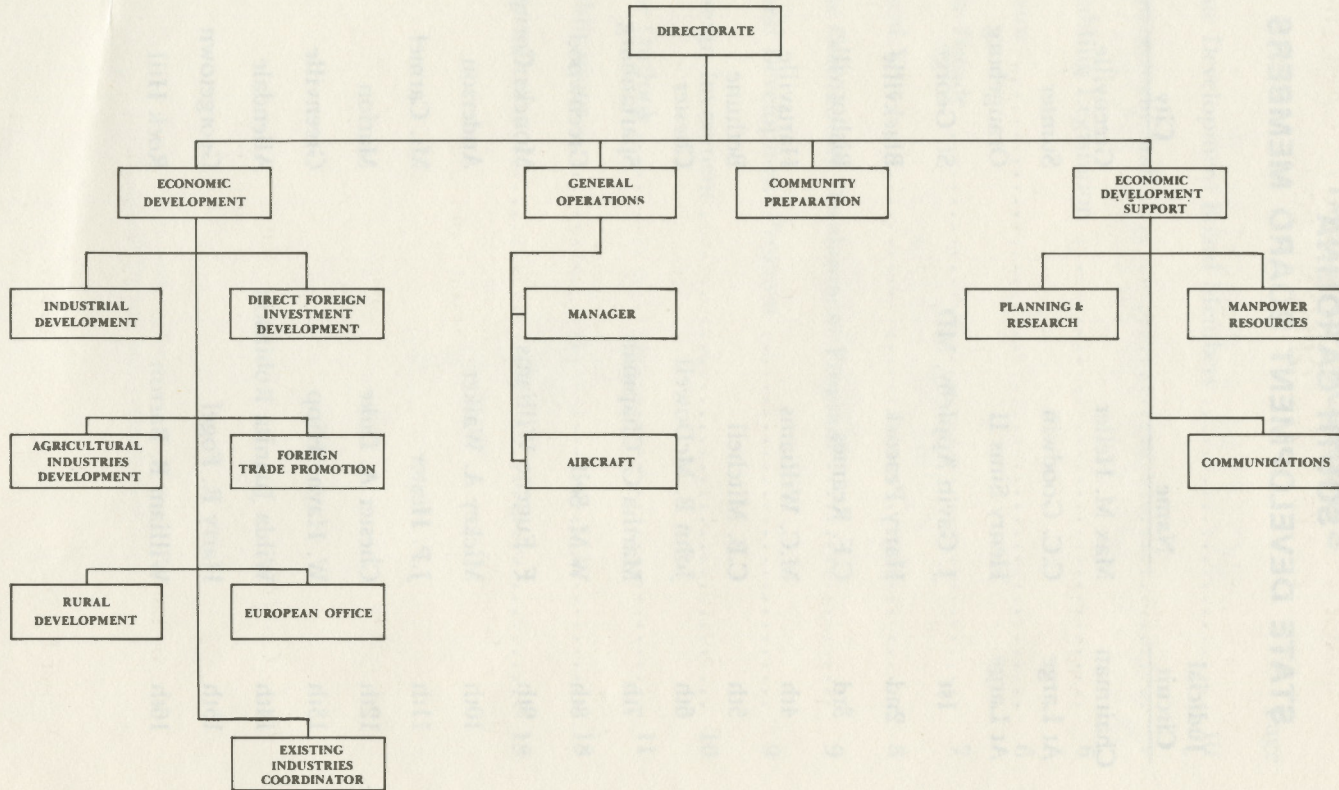 DIRECTORATE
ECONOMIC
DEVELOPMENT
GENERAL
OPERATIONS
COMMUNITY
PREPARATION
ECONOMIC
DEVELOPMENT
SUPPORT
INDUSTRIAL
DEVELOPMENT
DIRECT FOREIGN
INVESTMENT
DEVELOPMENT
MANAGER
PLANNING &
RESEARCH
MANPOWER
RESOURCES
AGRICULTURAL
INDUSTRIES
DEVELOPMENT
FOREIGN
TRADE PROMOTION
AIRCRAFT
COMMUNICATIONS
RURAL
DEVELOPMENT
EUROPEAN OFFICE
EXISTING
INDUSTRIES
COORDINATOR